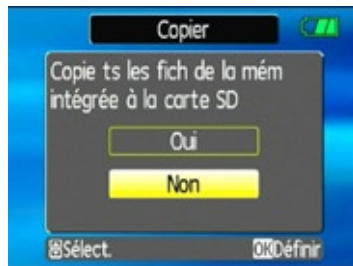 Copier
Copie ts les fich de la mém
intégrée à la carte SD
Oui
Non
Sélect.
OK Définir